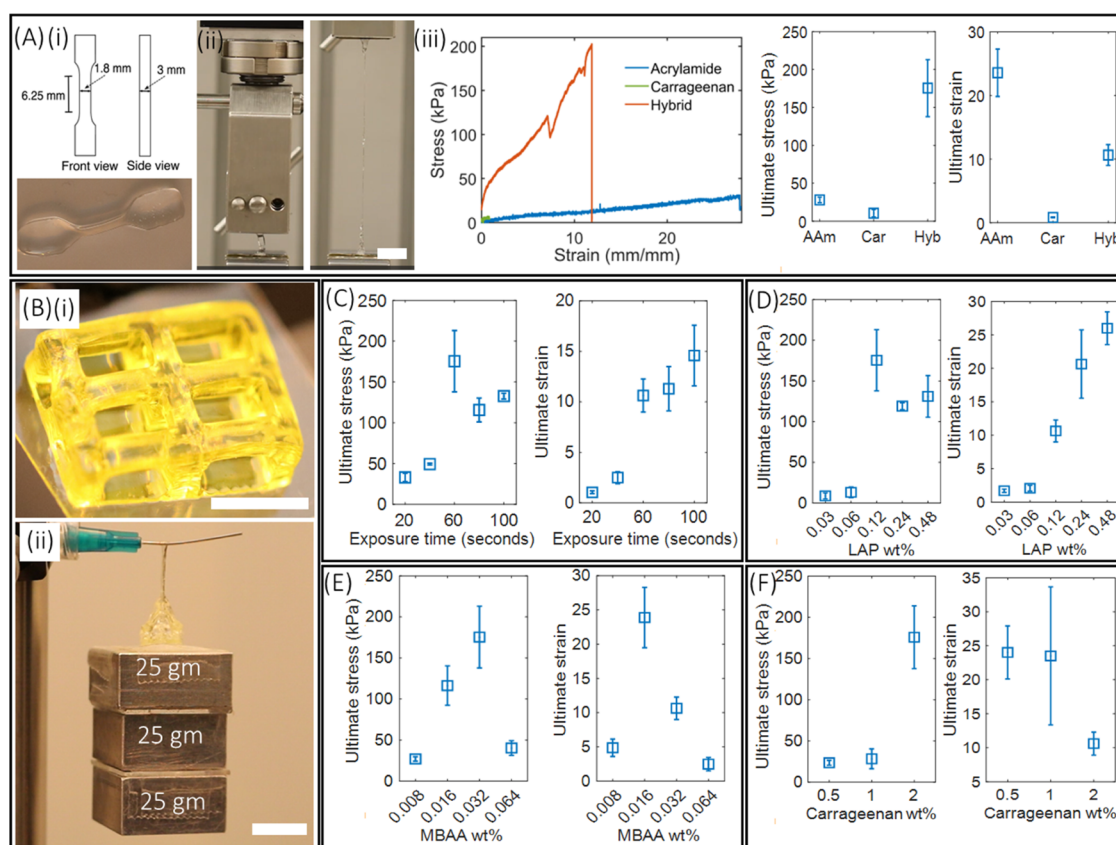 (A)(i)
1.8 mm
3 mm
6.25 mm
Front view
Side view
(ii)
(iii)
200
150
100
50
0
Stress (kPa)
0
10
20
Strain (mm/mm)
Acrylamide
Carrageenan
Hybrid
250
200
150
100
50
0
Ultimate stress (kPa)
AAm
Car
Hyb
30
20
10
0
Ultimate strain
AAm
Car
Hyb
(B)(i)
(ii)
25 gm
25 gm
25 gm
(C)
250
200
150
100
50
0
Ultimate stress (kPa)
20
60
100
Exposure time (seconds)
20
15
10
5
0
Ultimate strain
20
60
100
Exposure time (seconds)
(D)
250
200
150
100
50
0
Ultimate stress (kPa)
0.03
0.06
0.12
0.24
0.48
LAP wt%
30
25
20
15
10
5
0
Ultimate strain
0.03
0.06
0.12
0.24
0.48
LAP wt%
(E)
250
200
150
100
50
0
Ultimate stress (kPa)
0.008
0.016
0.032
0.064
MBAA wt%
30
25
20
15
10
5
0
Ultimate strain
0.008
0.016
0.032
0.064
MBAA wt%
(F)
250
200
150
100
50
0
Ultimate stress (kPa)
0.5
1
2
Carrageenan wt%
35
30
25
20
15
10
5
Ultimate strain
0.5
1
2
Carrageenan wt%